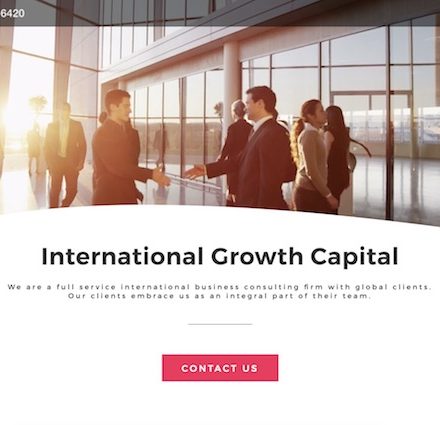 6420
International Growth Capital
We are a full service international business consulting firm with global clients.
Our clients embrace us as an integral part of their team.
CONTACT US